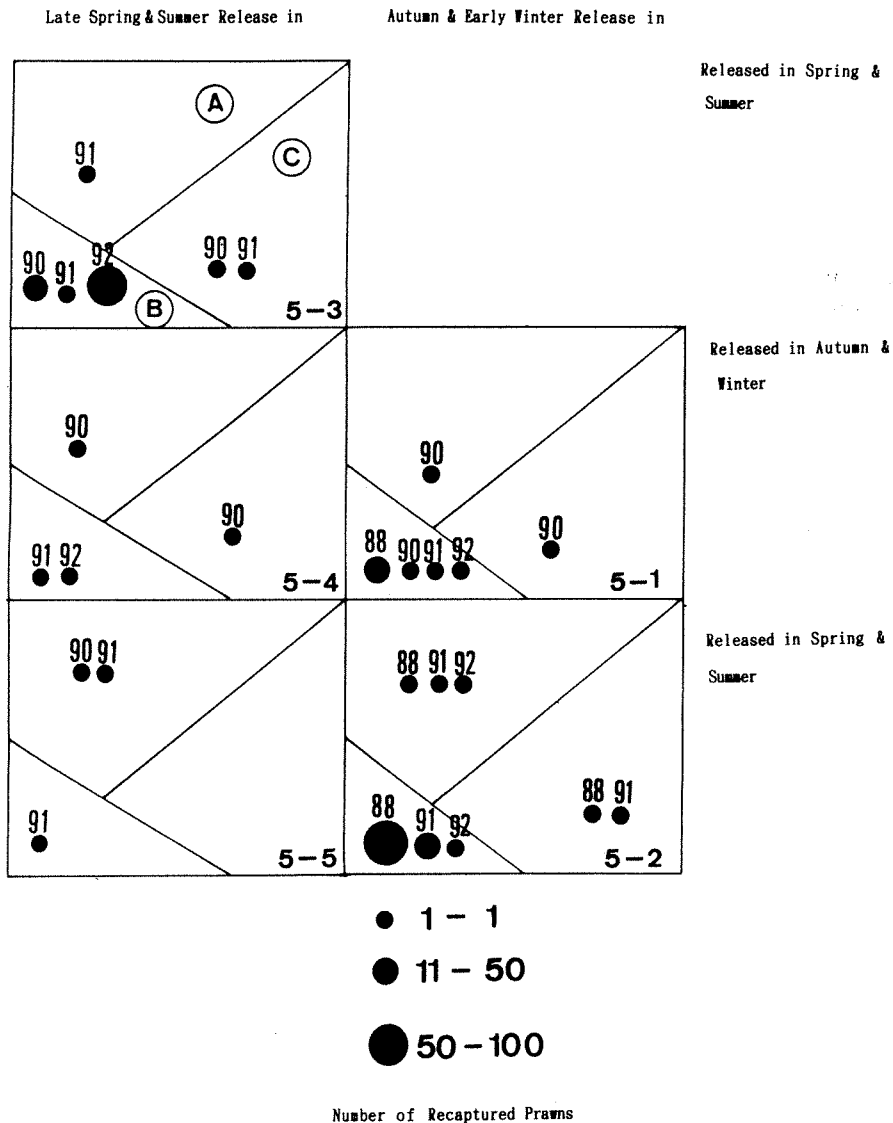 Late Spring & Summer Release in
Autumn & Early Winter Release in
Released in Spring &
Summer
A
C
91
90
91
92
90 91
B
5-3
Released in Autumn &
Winter
90
90
91 92
5-4
90
88 90 91 92
90
5-1
Released in Spring &
Summer
90 91
91
5-5
88 91 92
88 91
88 91 92
5-2
1 - 1
11 - 50
50 - 100
Number of Recaptured Prawns